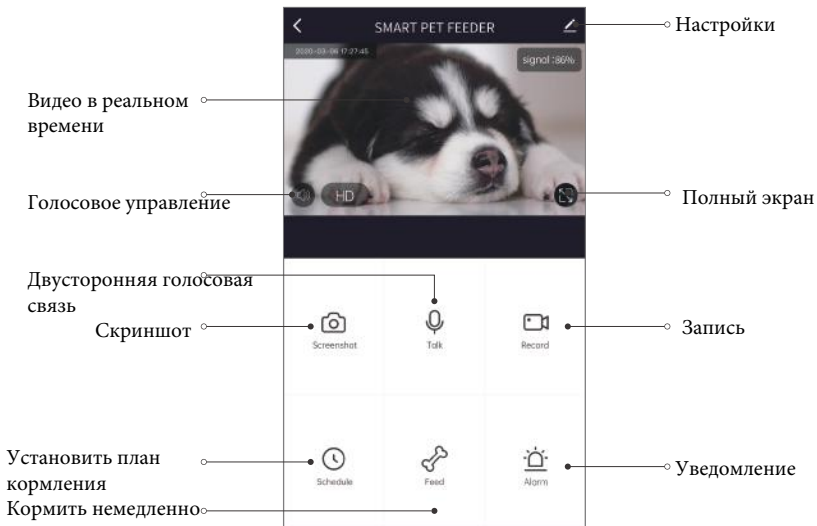 SMART PET FEEDER
Настройки
2020-03-06 17:27:45
signal :86%
Видео в реальном
времени
HD
Голосовое управление
Полный экран
Двусторонняя голосовая
связь
Скриншот
Запись
Screenshot
Talk
Record
Установить план
кормления
Уведомление
Schedule
Feed
Alarm
Кормить немедленно